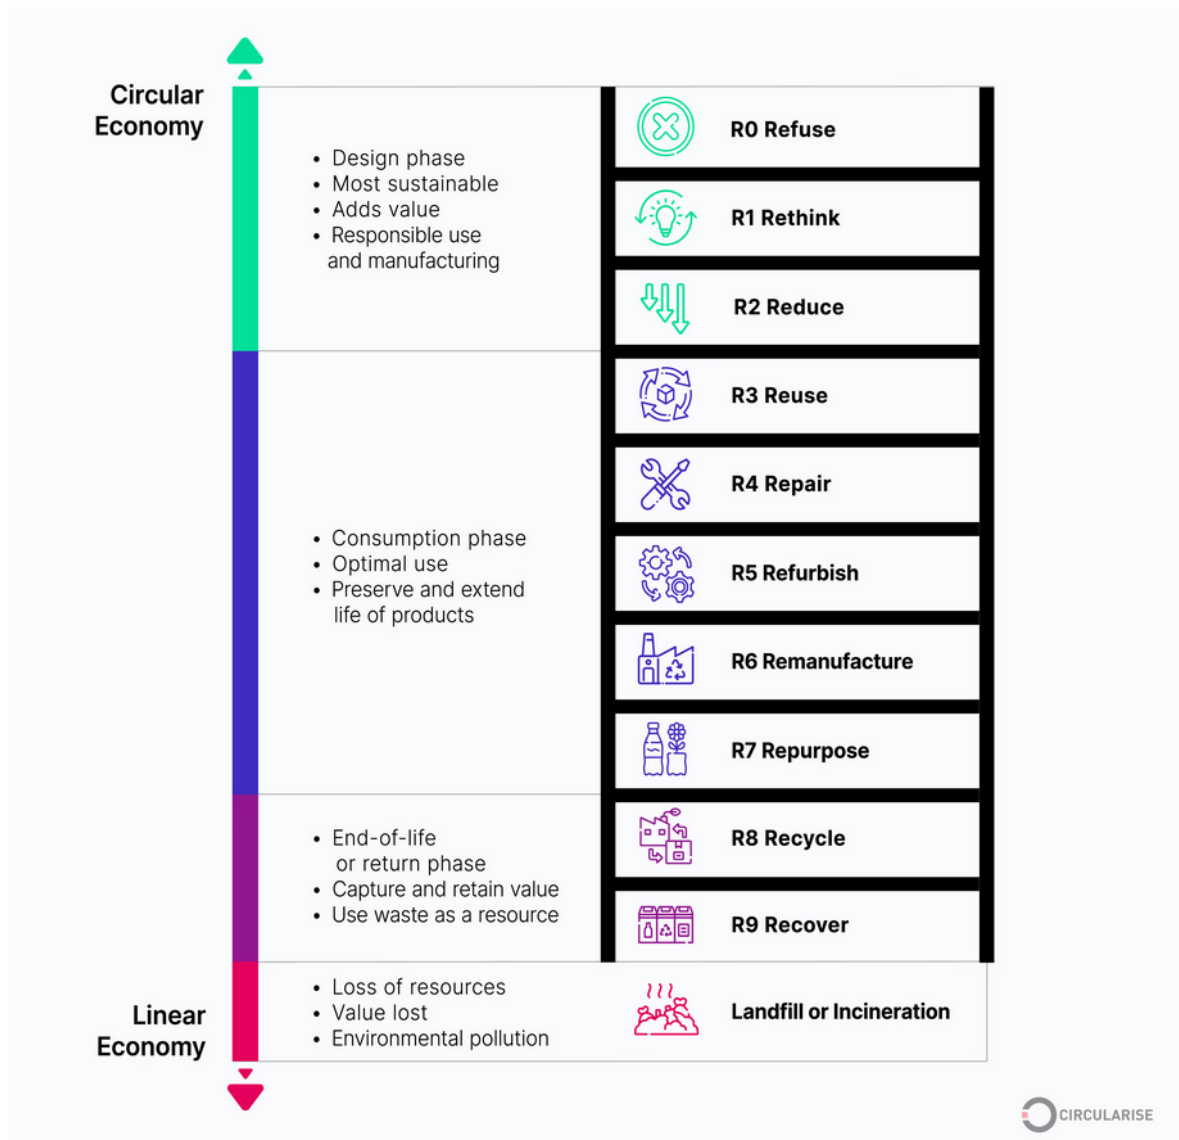 Circular
Economy
• Design phase
• Most sustainable
• Adds value
• Responsible use
and manufacturing
R0 Refuse
R1 Rethink
R2 Reduce
• Consumption phase
• Optimal use
• Preserve and extend
life of products
R3 Reuse
R4 Repair
R5 Refurbish
R6 Remanufacture
R7 Repurpose
• End-of-life
or return phase
• Capture and retain value
• Use waste as a resource
R8 Recycle
R9 Recover
Linear
Economy
• Loss of resources
• Value lost
• Environmental pollution
Landfill or Incineration
CIRCULARISE